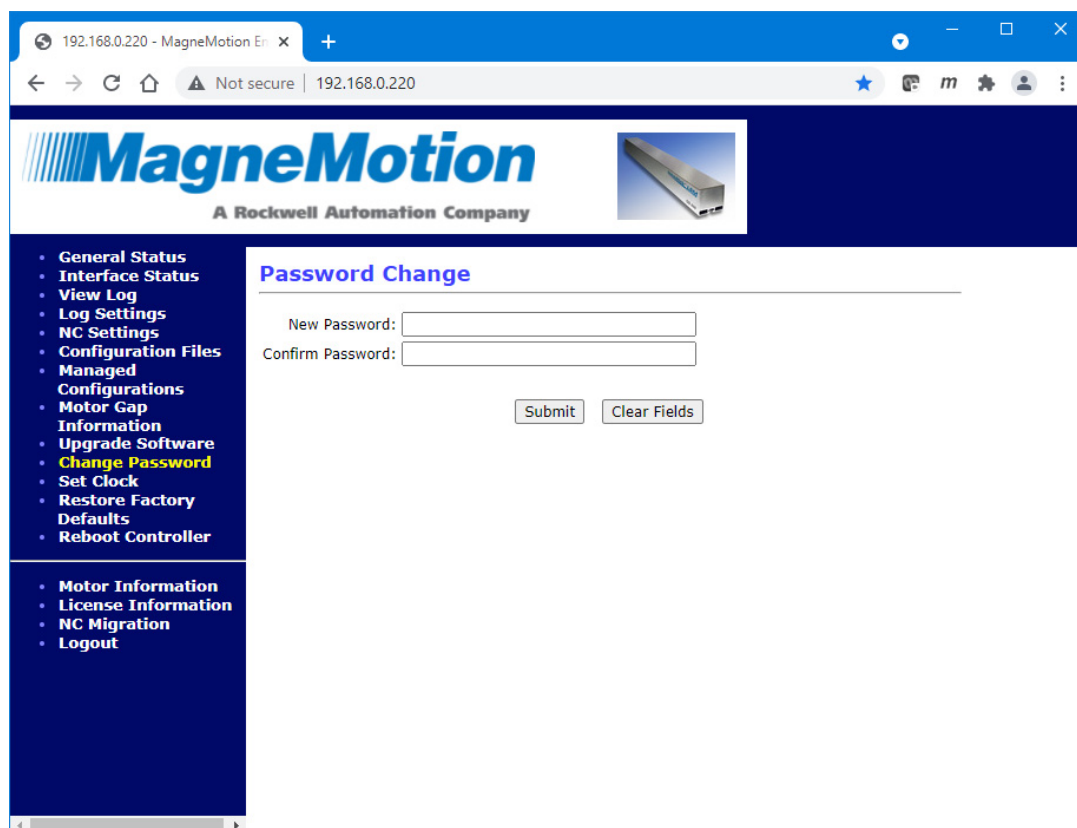 192.168.0.220 - MagneMotion En
Not secure | 192.168.0.220
MagneMotion
A Rockwell Automation Company
General Status
Interface Status
View Log
Log Settings
NC Settings
Configuration Files
Managed
Configurations
Motor Gap
Information
Upgrade Software
Change Password
Set Clock
Restore Factory
Defaults
Reboot Controller
Motor Information
License Information
NC Migration
Logout
Password Change
New Password:
Confirm Password:
Submit Clear Fields